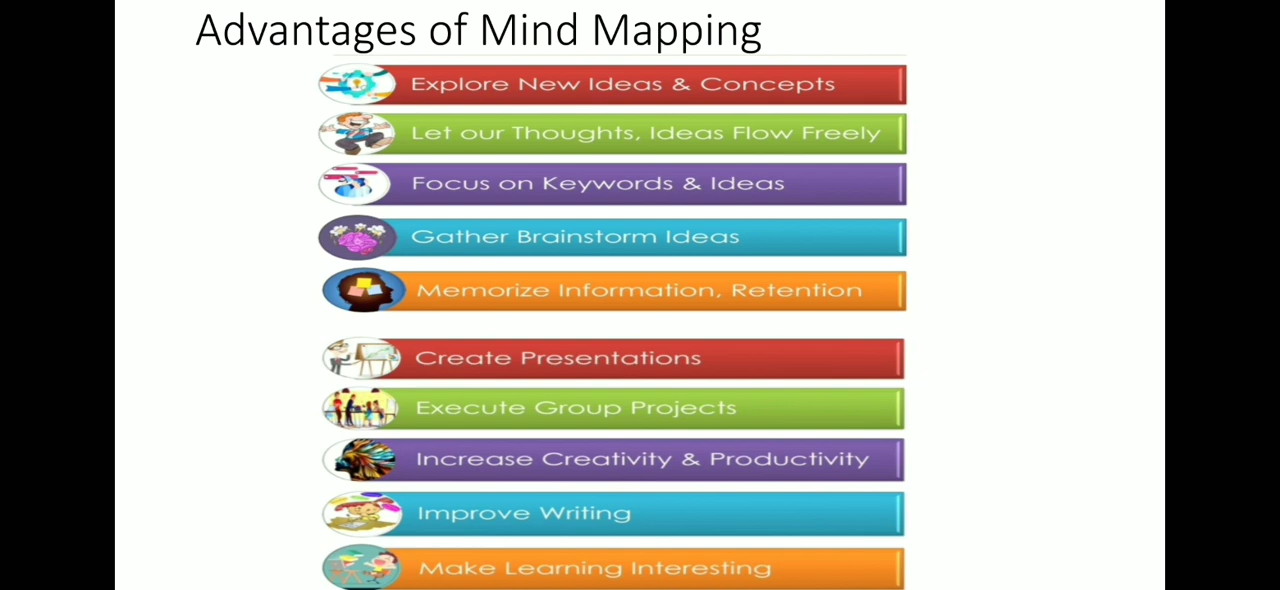 Advantages of Mind Mapping
Explore New Ideas & Concepts
Let our Thoughts, Ideas Flow Freely
Focus on Keywords & Ideas
Gather Brainstorm Ideas
Memorize Information, Retention
Create Presentations
Execute Group Projects
Increase Creativity & Productivity
Improve Writing
Make Learning Interesting